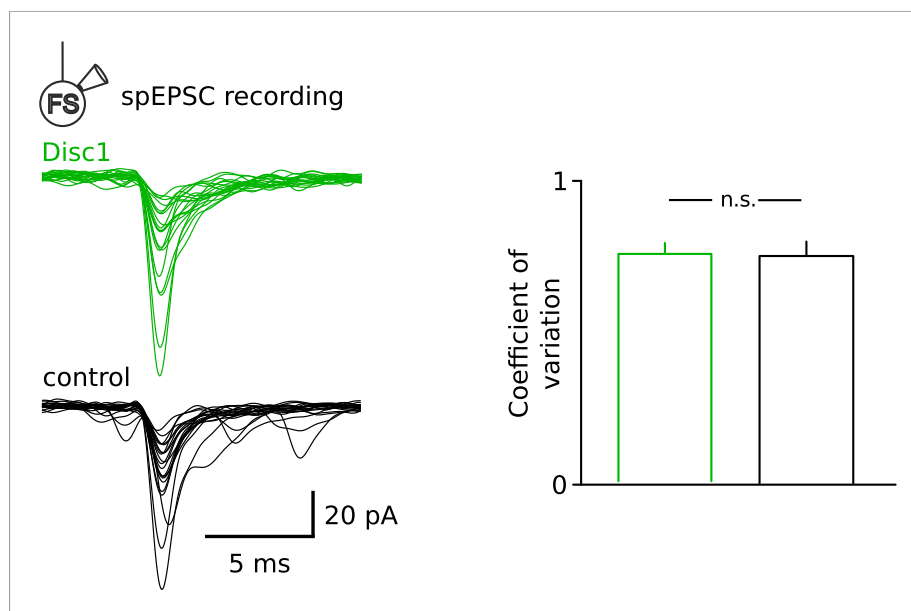 FS
spEPSC recording
Disc1
control
20 pA
5 ms
1
n.s.
Coefficient of
variation
0